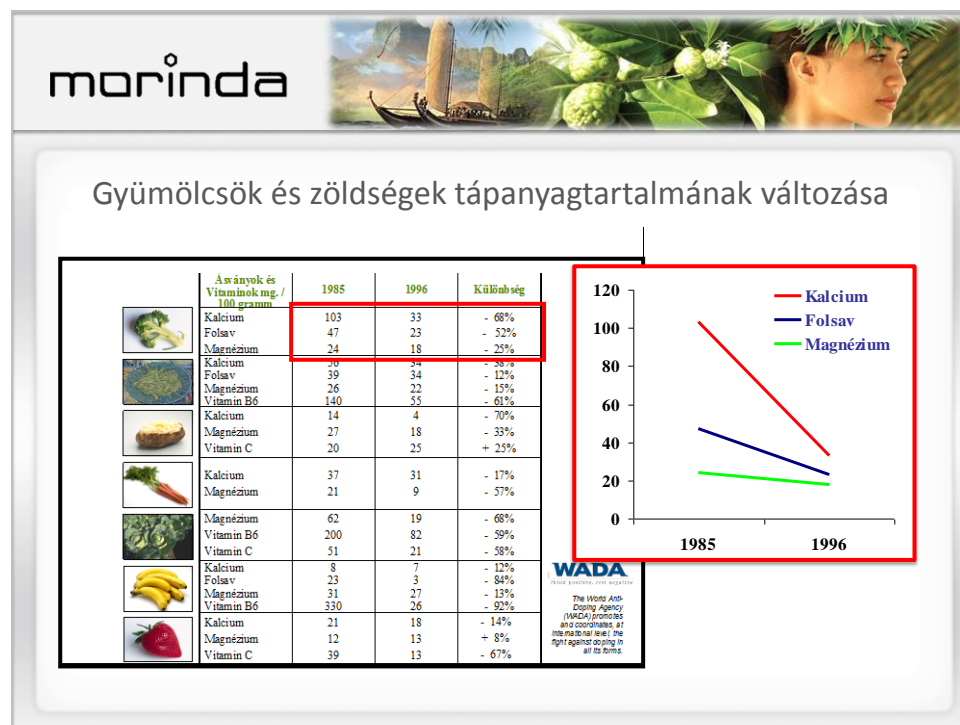 morinda
Gyümölcsök és zöldségek tápanyagtartalmának változása
Ásványok és
Vitaminok mg. /
100 gramm
1985 1996 Különbség
Kalcium 103 33 - 68%
Folsav 47 23 - 52%
Magnézium 24 18 - 25%
Kalcium 56 34 - 38%
Folsav 39 34 - 12%
Magnézium 26 22 - 15%
Vitamin B6 140 55 - 61%
Kalcium 14 4 - 70%
Magnézium 27 18 - 33%
Vitamin C 20 25 + 25%
Kalcium 37 31 - 17%
Magnézium 21 9 - 57%
Magnézium 62 19 - 68%
Vitamin B6 200 82 - 59%
Vitamin C 51 21 - 58%
Kalcium 8 7 - 12%
Folsav 23 3 - 84%
Magnézium 31 27 - 13%
Vitamin B6 330 26 - 92%
Kalcium 21 18 - 14%
Magnézium 12 13 + 8%
Vitamin C 39 13 - 67%
120
100
80
60
40
20
0
1985 1996
Kalcium
Folsav
Magnézium
WADA
The World Anti-
Doping Agency
(WADA) promotes
and coordinates, at
international level, the
fight against doping in
all its forms.